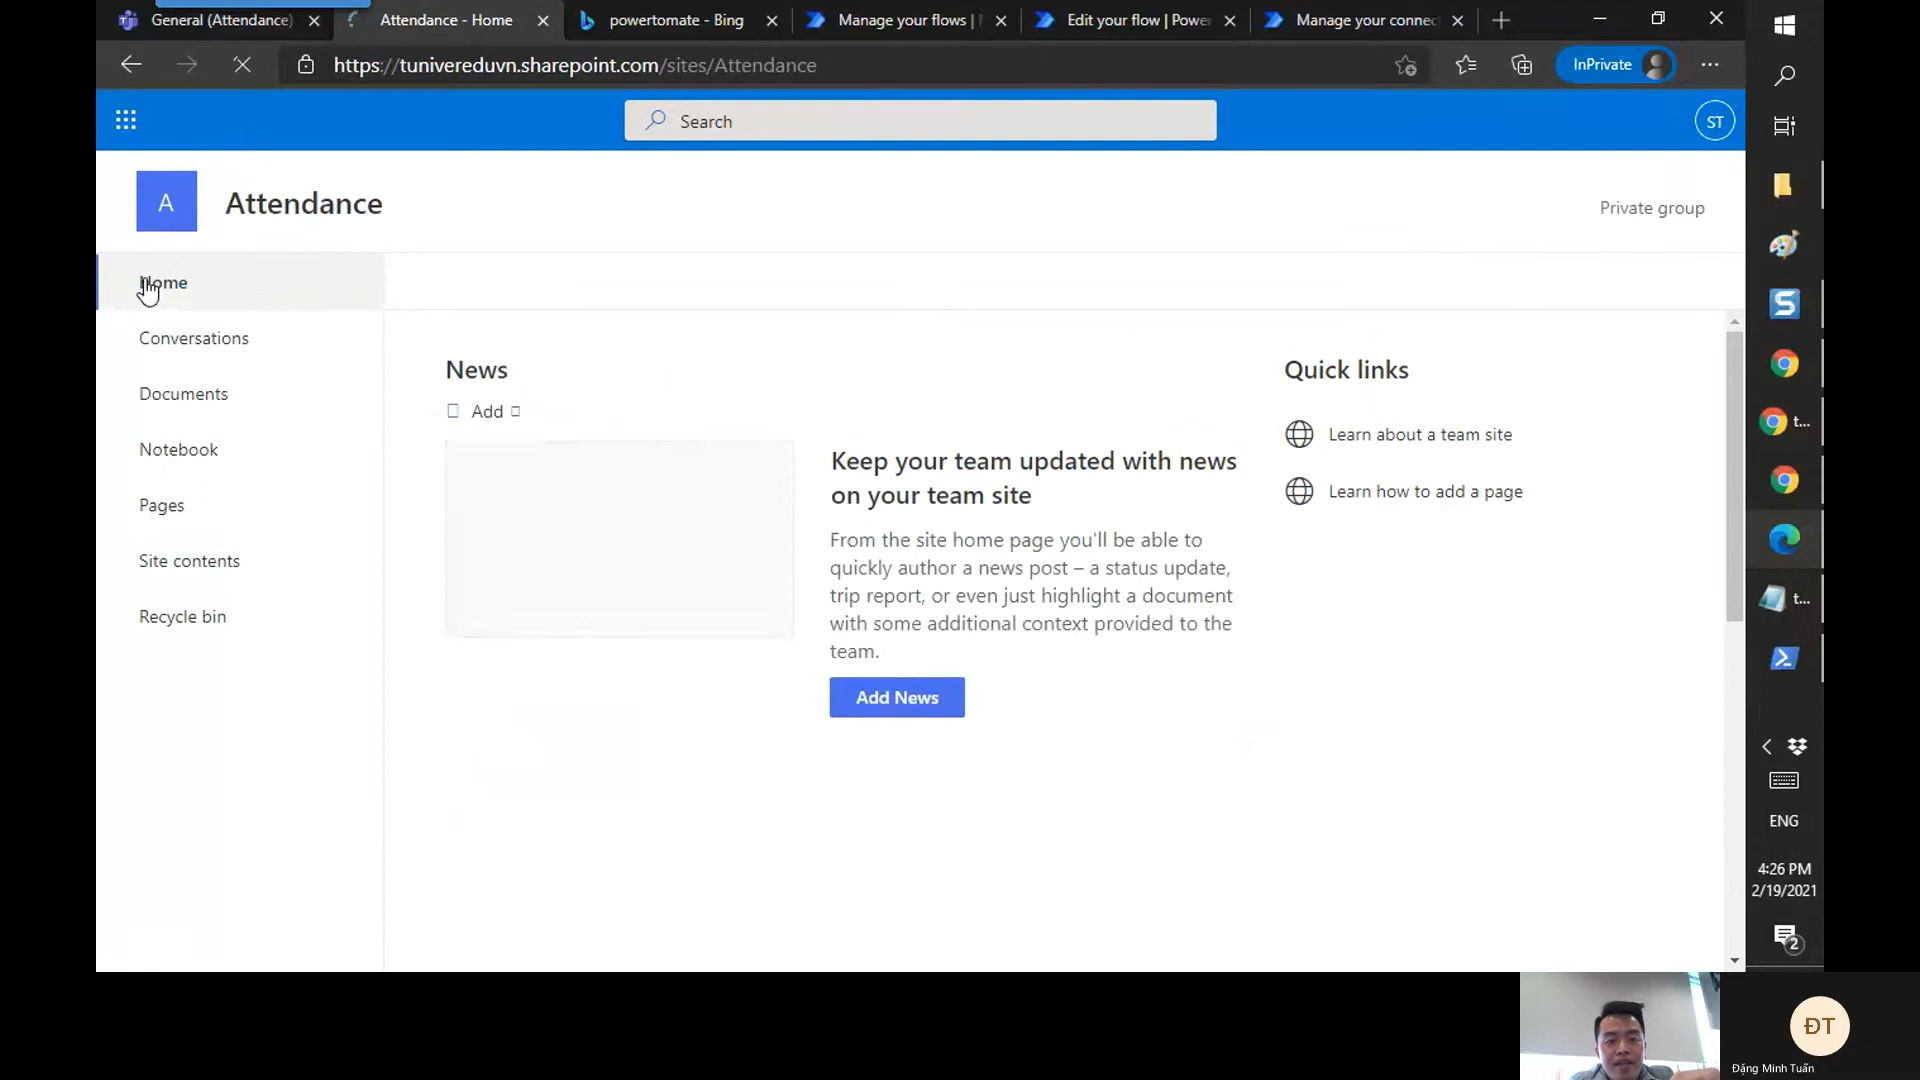 General (Attendance)
Attendance - Home
powertomate - Bing
Manage your flows |
Edit your flow | Power
Manage your connec
https://tunivereduvn.sharepoint.com/sites/Attendance
InPrivate
Search
ST
A
Attendance
Private group
Home
Conversations
Documents
Notebook
Pages
Site contents
Recycle bin
News
Add
Keep your team updated with news
on your team site
From the site home page you'll be able to
quickly author a news post – a status update,
trip report, or even just highlight a document
with some additional context provided to the
team.
Add News
Quick links
Learn about a team site
Learn how to add a page
t...
t...
ENG
4:26 PM
2/19/2021
2
ĐT
Đặng Minh Tuấn